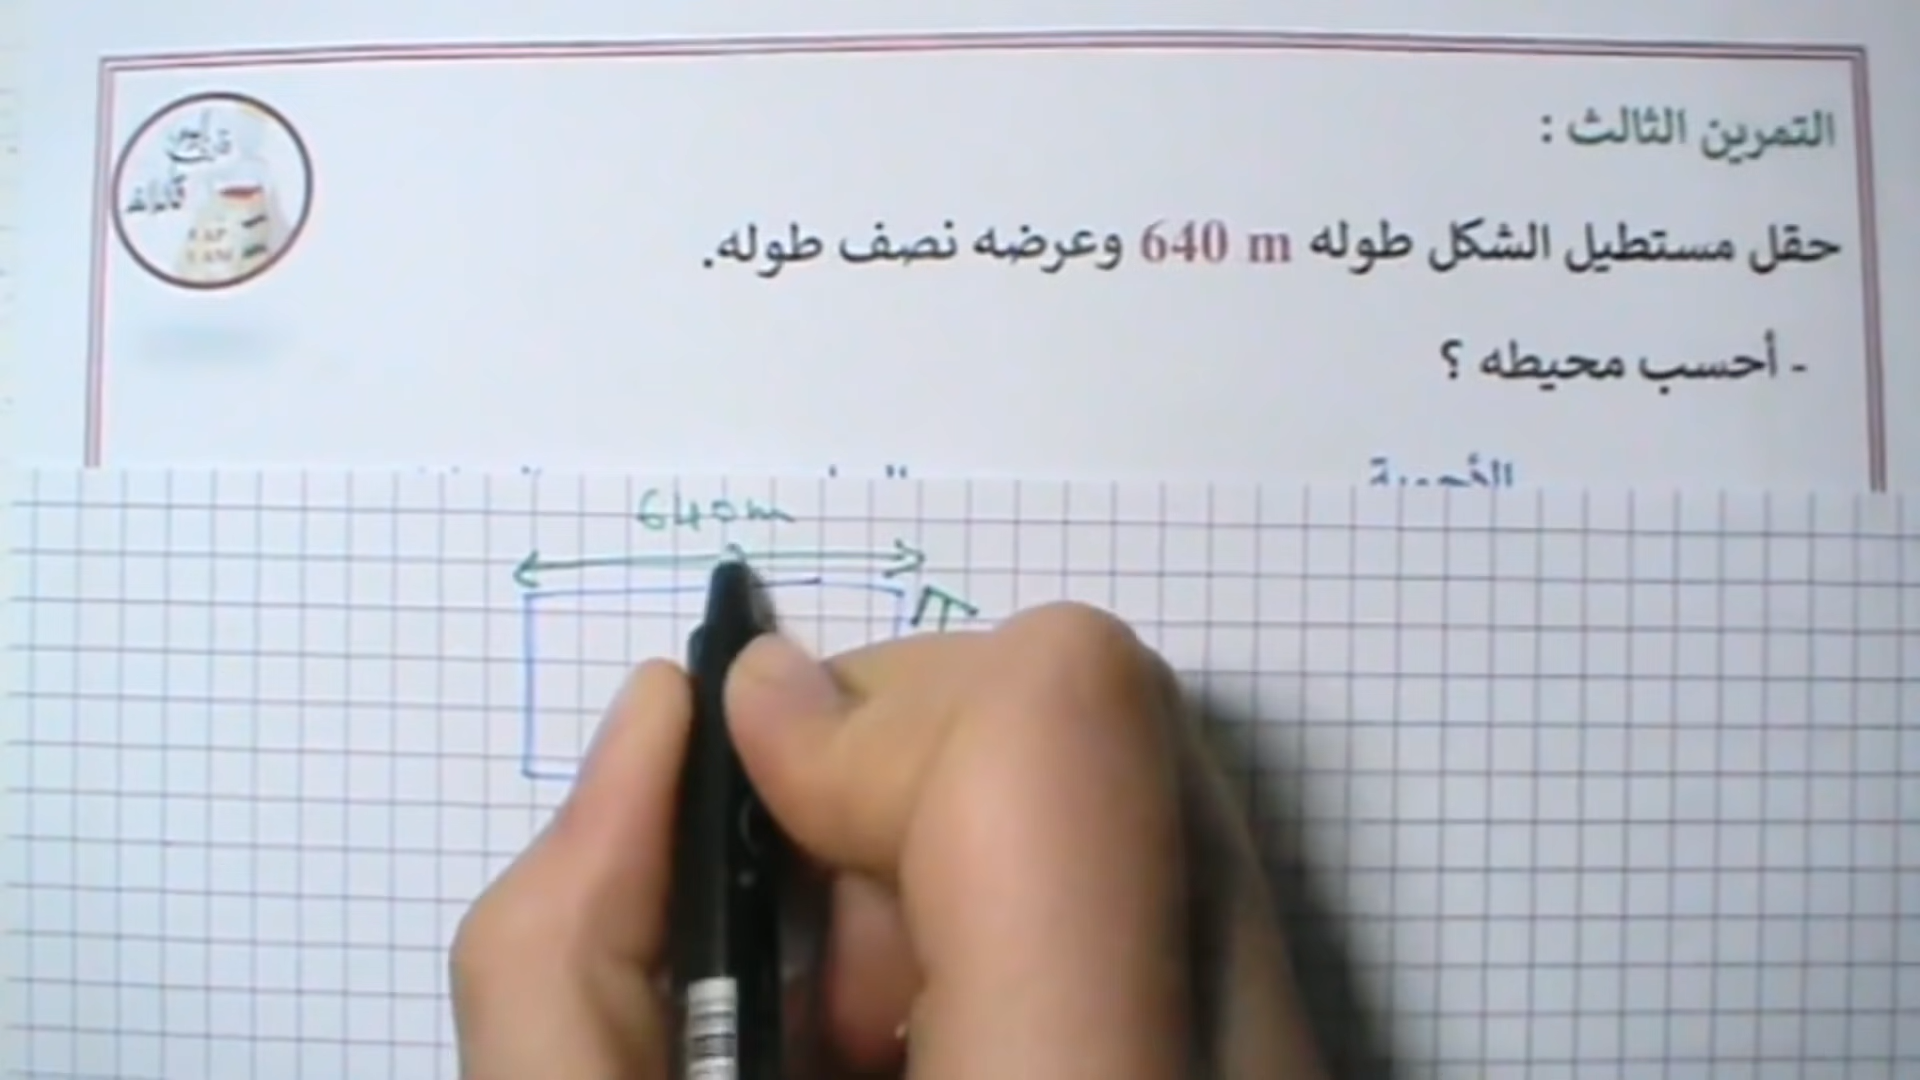 التمرين الثالث :
حقل مستطيل الشكل طوله 640 m وعرضه نصف طوله.
- أحسب محيطه ؟
640m